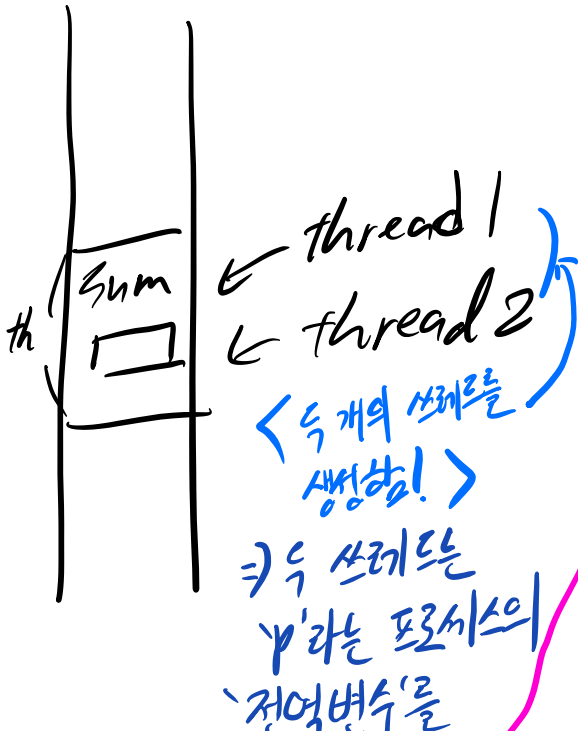 thread 1
sum
th
thread 2
<두 개의 쓰레드를
생성함!>
=> 두 쓰레드는
'p'라는 프로세스의
'전역변수'를